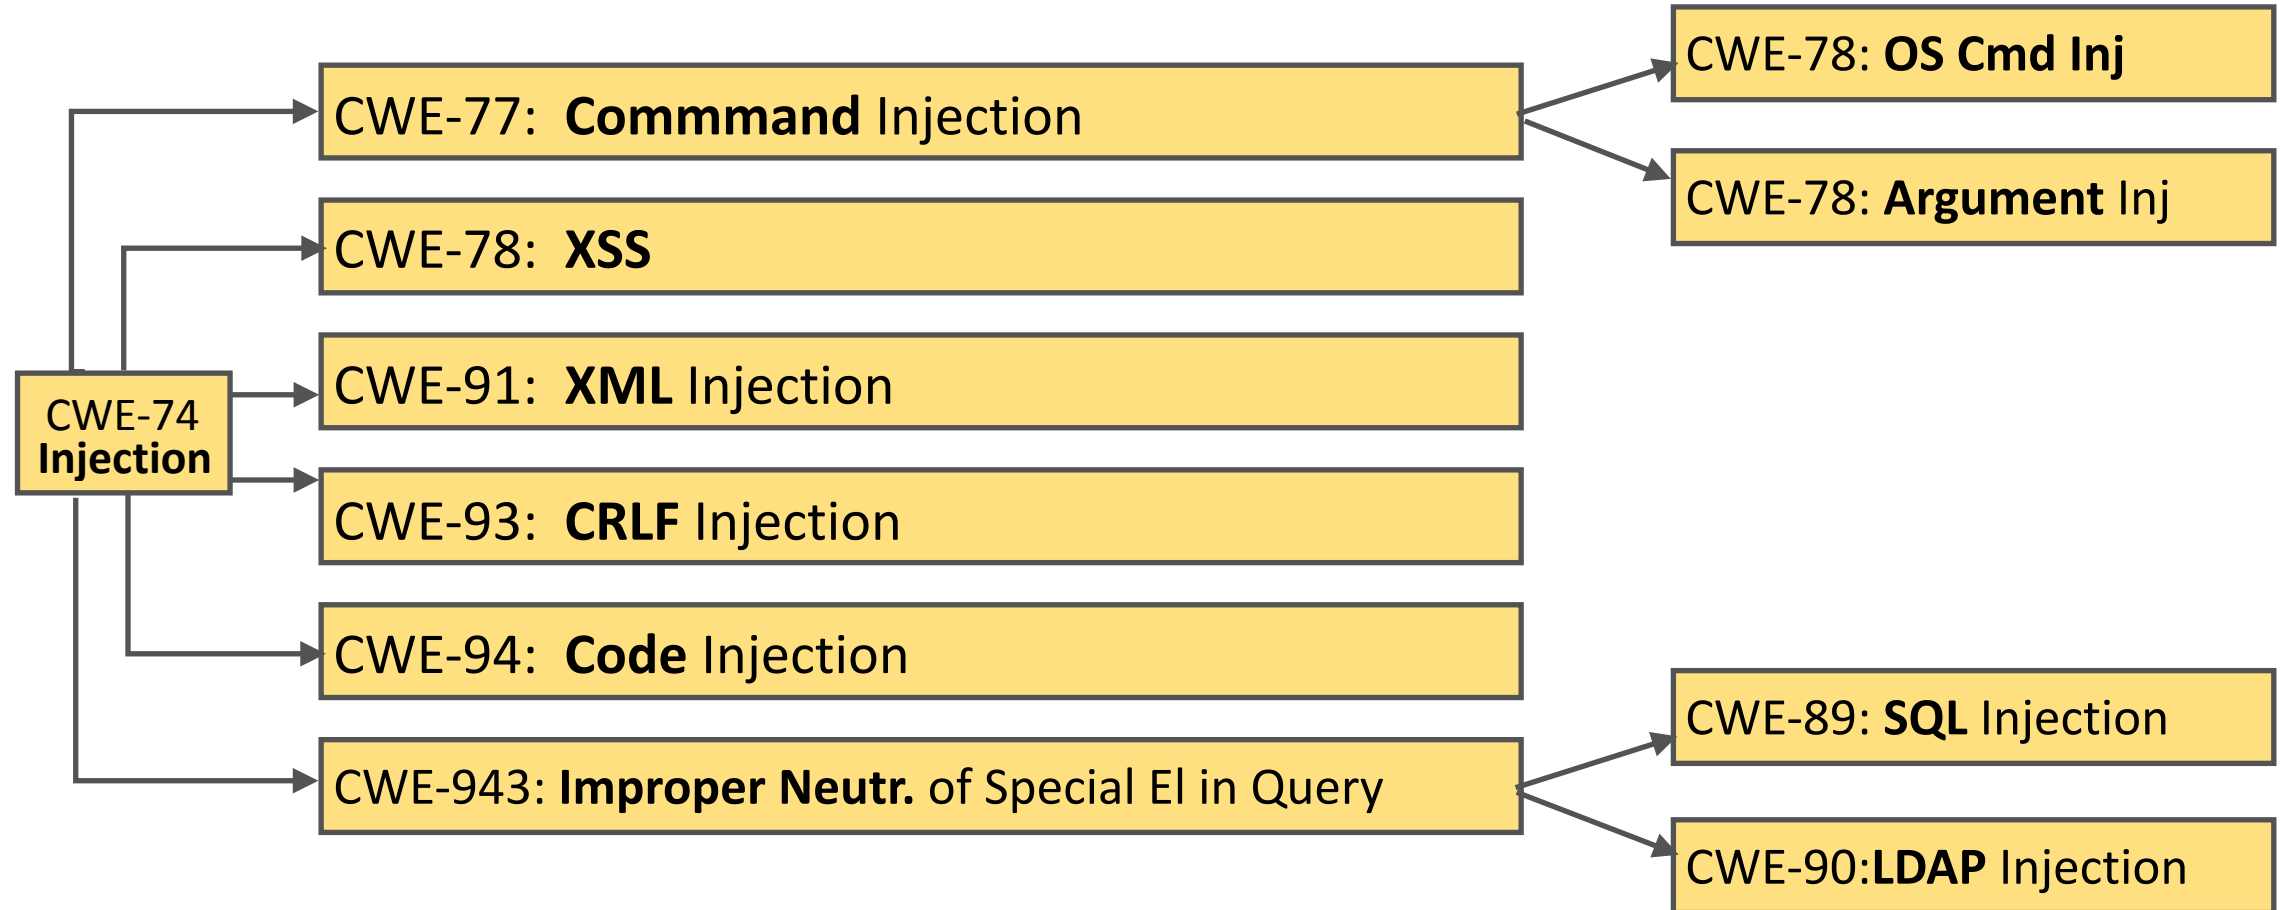 CWE-74
Injection
CWE-77: Commmand Injection
CWE-78: XSS
CWE-91: XML Injection
CWE-93: CRLF Injection
CWE-94: Code Injection
CWE-943: Improper Neutr. of Special El in Query
CWE-78: OS Cmd Inj
CWE-78: Argument Inj
CWE-89: SQL Injection
CWE-90:LDAP Injection